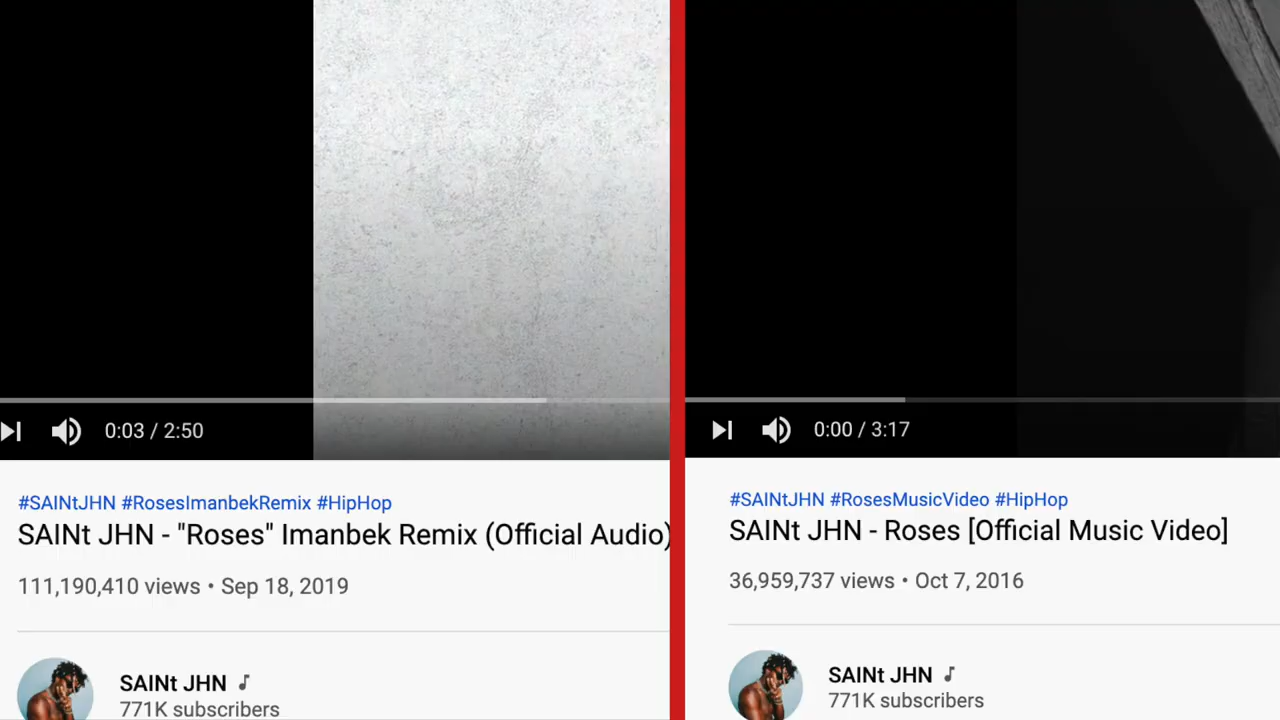 0:03 / 2:50
#SAINtJHN #RosesImanbekRemix #HipHop
SAINt JHN - "Roses" Imanbek Remix (Official Audio)
111,190,410 views • Sep 18, 2019
SAINt JHN
771K subscribers
0:00 / 3:17
#SAINtJHN #RosesMusicVideo #HipHop
SAINt JHN - Roses [Official Music Video]
36,959,737 views • Oct 7, 2016
SAINt JHN
771K subscribers